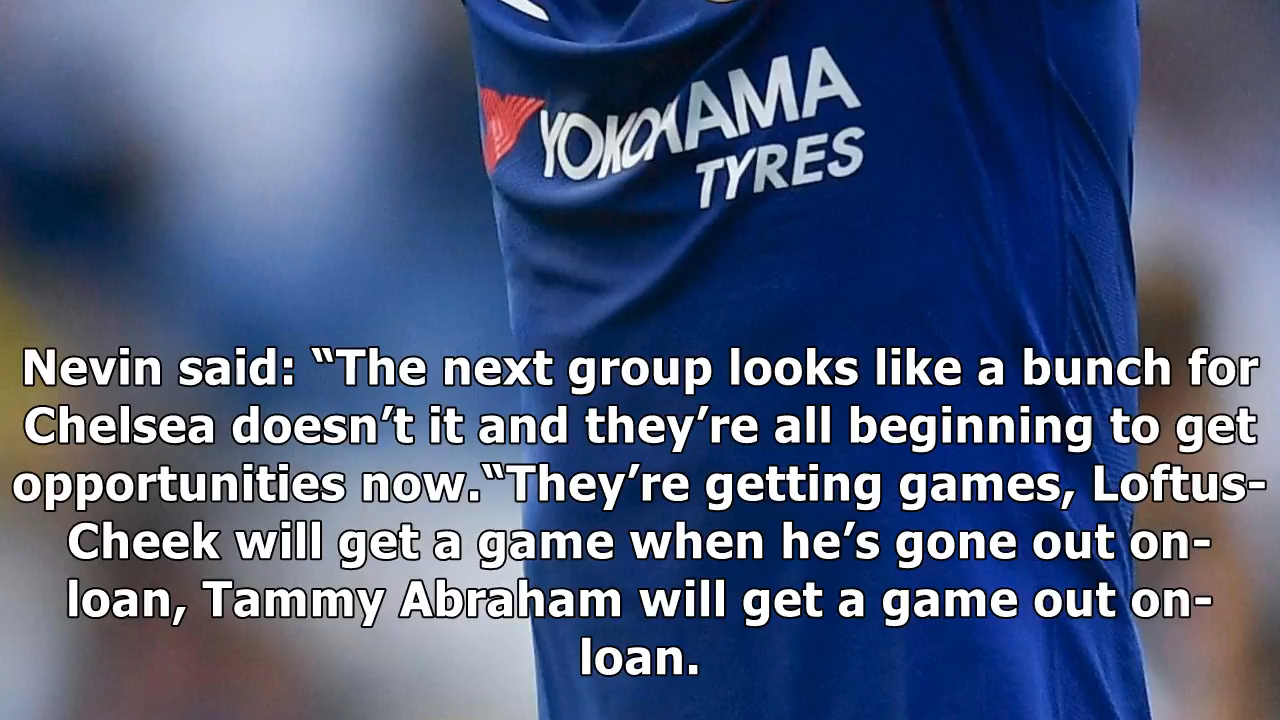 YOKOHAMA
TYRES
Nevin said: “The next group looks like a bunch for
Chelsea doesn’t it and they’re all beginning to get
opportunities now.“They’re getting games, Loftus-
Cheek will get a game when he’s gone out on-
loan, Tammy Abraham will get a game out on-
loan.